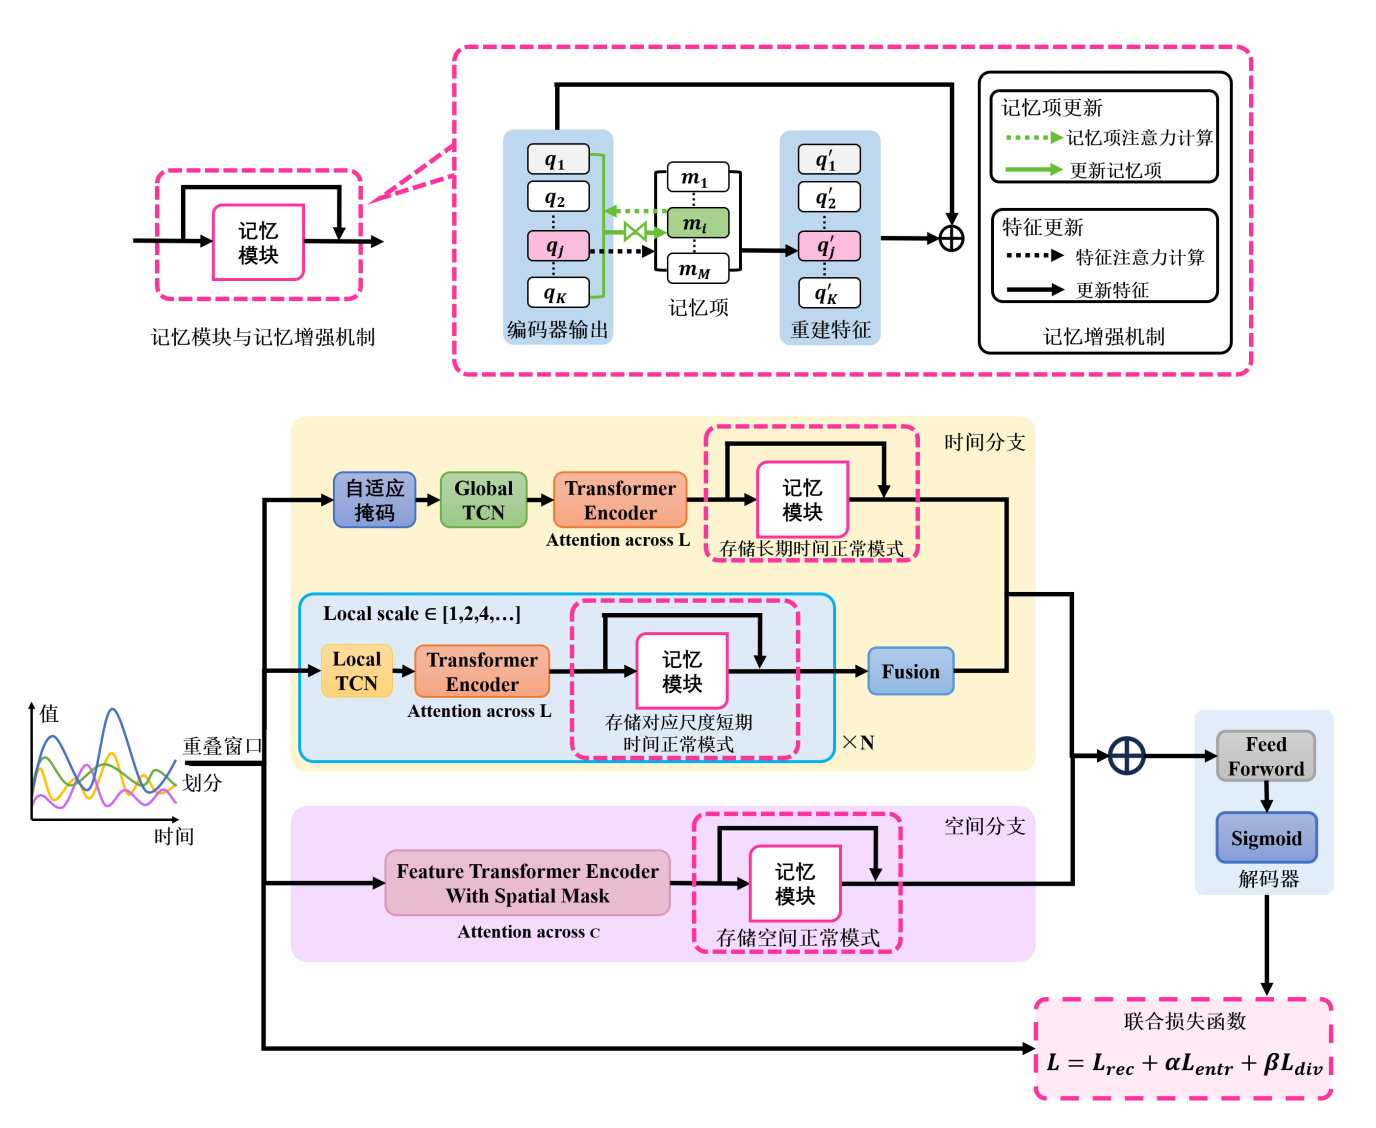 记忆
模块
记忆模块与记忆增强机制
q₁
q₂
qⱼ
q_K
编码器输出
m₁
mᵢ
m_M
记忆项
q′₁
q′₂
q′ⱼ
q′_K
重建特征
记忆项更新
记忆项注意力计算
更新记忆项
特征更新
特征注意力计算
更新特征
记忆增强机制
时间分支
自适应
掩码
Global
TCN
Transformer
Encoder
Attention across L
记忆
模块
存储长期时间正常模式
Local scale ∈ [1,2,4,…]
Local
TCN
Transformer
Encoder
Attention across L
记忆
模块
存储对应尺度短期
时间正常模式
×N
Fusion
值
时间
重叠窗口
划分
空间分支
Feature Transformer Encoder
With Spatial Mask
Attention across C
记忆
模块
存储空间正常模式
Feed
Forword
Sigmoid
解码器
联合损失函数
L = L_rec + αL_entr + βL_div